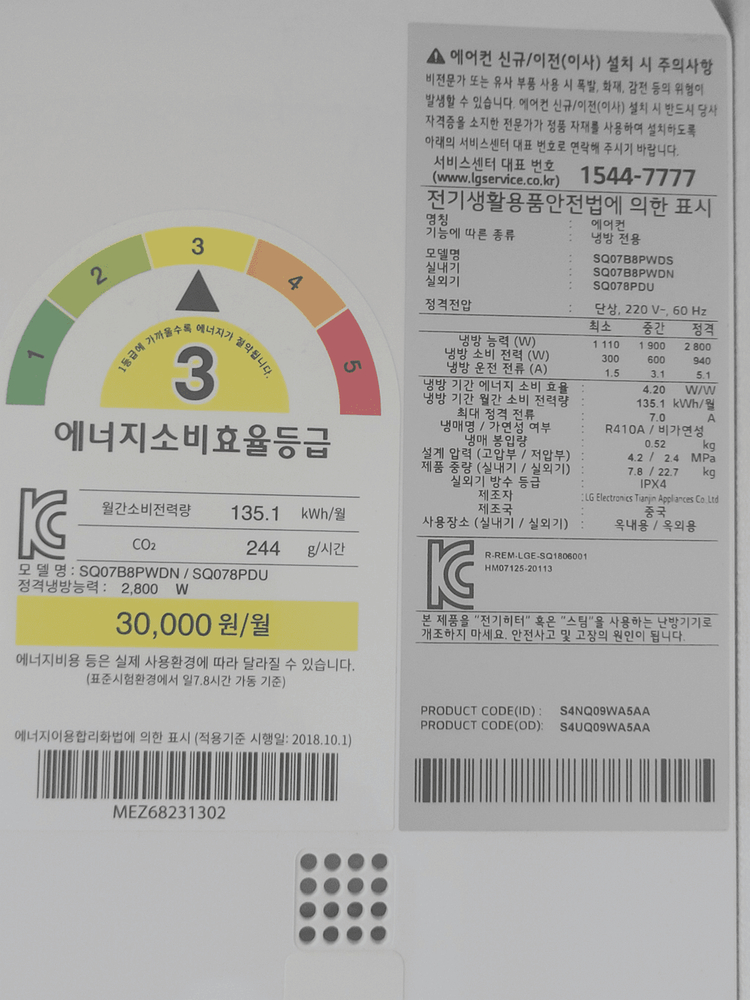 1
2
3
4
5
1등급에 가까울수록 에너지가 절약됩니다.
3
에너지소비효율등급
월간소비전력량 135.1 kWh/월
CO₂ 244 g/시간
모 델 명 : SQ07B8PWDN / SQ078PDU
정격냉방능력 : 2,800 W
30,000 원/월
에너지비용 등은 실제 사용환경에 따라 달라질 수 있습니다.
(표준시험환경에서 일7.8시간 가동 기준)
에너지이용합리화법에 의한 표시 (적용기준 시행일: 2018.10.1)
MEZ68231302
에어컨 신규/이전(이사) 설치 시 주의사항
비전문가 또는 유사 부품 사용 시 폭발, 화재, 감전 등의 위험이
발생할 수 있습니다. 에어컨 신규/이전(이사) 설치 시 반드시 당사
자격증을 소지한 전문가가 정품 자재를 사용하여 설치하도록
아래의 서비스센터 대표 번호로 연락해 주시기 바랍니다.
서비스센터 대표 번호
(www.lgservice.co.kr) 1544-7777
전기생활용품안전법에 의한 표시
명칭 : 에어컨
기능에 따른 종류 : 냉방 전용
모델명 : SQ07B8PWDS
실내기 : SQ07B8PWDN
실외기 : SQ078PDU
정격전압 : 단상, 220 V~, 60 Hz
최소 중간 정격
냉방 능력 (W) 1 110 1 900 2 800
냉방 소비 전력 (W) 300 600 940
냉방 운전 전류 (A) 1.5 3.1 5.1
냉방 기간 에너지 소비 효율 : 4.20 W/W
냉방 기간 월간 소비 전력량 : 135.1 kWh/월
최대 정격 전류 : 7.0 A
냉매명 / 가연성 여부 : R410A / 비가연성
냉매 봉입량 : 0.52 kg
설계 압력 (고압부 / 저압부) : 4.2 / 2.4 MPa
제품 중량 (실내기 / 실외기) : 7.8 / 22.7 kg
실외기 방수 등급 : IPX4
제조자 : LG Electronics Tianjin Appliances Co.,Ltd
제조국 : 중국
사용장소 (실내기 / 실외기) : 옥내용 / 옥외용
R-REM-LGE-SQ1806001
HM07125-20113
본 제품을 "전기히터" 혹은 "스팀"을 사용하는 난방기기로
개조하지 마세요. 안전사고 및 고장의 원인이 됩니다.
PRODUCT CODE(ID) : S4NQ09WA5AA
PRODUCT CODE(OD): S4UQ09WA5AA